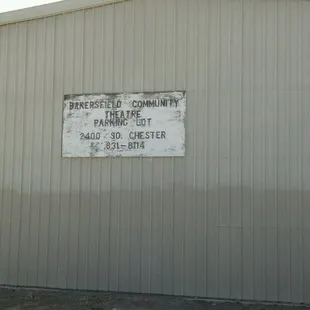 BAKERSFIELD COMMUNITY
THEATRE
PARKING LOT
2400 SO. CHESTER
831-8114